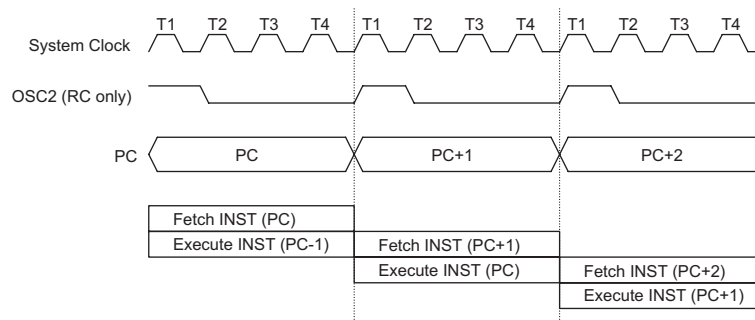 T1 T2 T3 T4 T1 T2 T3 T4 T1 T2 T3 T4
System Clock
OSC2 (RC only)
PC PC PC+1 PC+2
Fetch INST (PC)
Execute INST (PC-1) Fetch INST (PC+1)
Execute INST (PC) Fetch INST (PC+2)
Execute INST (PC+1)